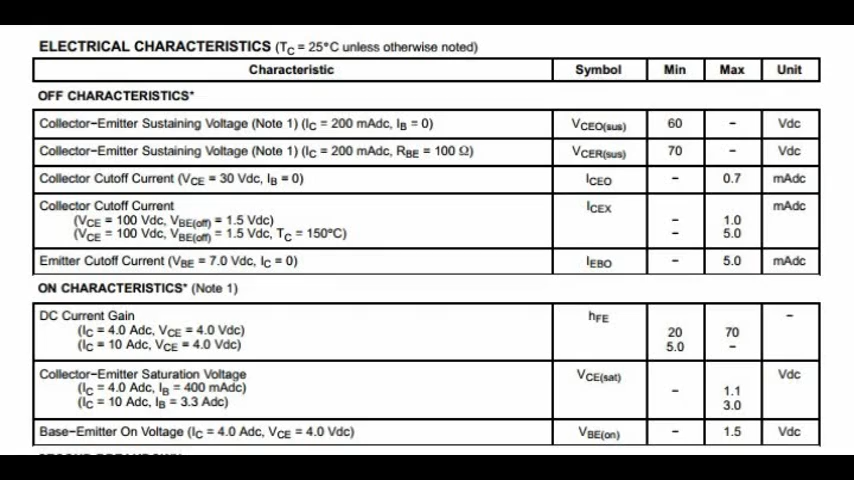 ELECTRICAL CHARACTERISTICS (TC = 25°C unless otherwise noted)
Characteristic Symbol Min Max Unit
OFF CHARACTERISTICS*
Collector−Emitter Sustaining Voltage (Note 1) (IC = 200 mAdc, IB = 0) VCEO(sus) 60 − Vdc
Collector−Emitter Sustaining Voltage (Note 1) (IC = 200 mAdc, RBE = 100 Ω) VCER(sus) 70 − Vdc
Collector Cutoff Current (VCE = 30 Vdc, IB = 0) ICEO − 0.7 mAdc
Collector Cutoff Current ICEX mAdc
(VCE = 100 Vdc, VBE(off) = 1.5 Vdc) − 1.0
(VCE = 100 Vdc, VBE(off) = 1.5 Vdc, TC = 150°C) − 5.0
Emitter Cutoff Current (VBE = 7.0 Vdc, IC = 0) IEBO − 5.0 mAdc
ON CHARACTERISTICS* (Note 1)
DC Current Gain hFE −
(IC = 4.0 Adc, VCE = 4.0 Vdc) 20 70
(IC = 10 Adc, VCE = 4.0 Vdc) 5.0 −
Collector−Emitter Saturation Voltage VCE(sat) Vdc
(IC = 4.0 Adc, IB = 400 mAdc) − 1.1
(IC = 10 Adc, IB = 3.3 Adc) 3.0
Base−Emitter On Voltage (IC = 4.0 Adc, VCE = 4.0 Vdc) VBE(on) − 1.5 Vdc